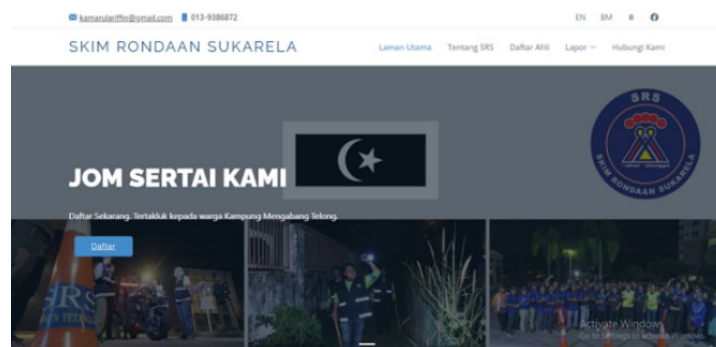 kamarulariffin@gmail.com 013-9386872 EN BM
SKIM RONDAAN SUKARELA Laman Utama Tentang SRS Daftar Ahli Lapor Hubungi Kami
SRS
SKIM RONDAAN SUKARELA
JOM SERTAI KAMI
Daftar Sekarang. Tertakluk kepada warga Kampung Mengabang Telong.
Daftar
SRS
Activate Windows
Go to Settings to activate Windows.